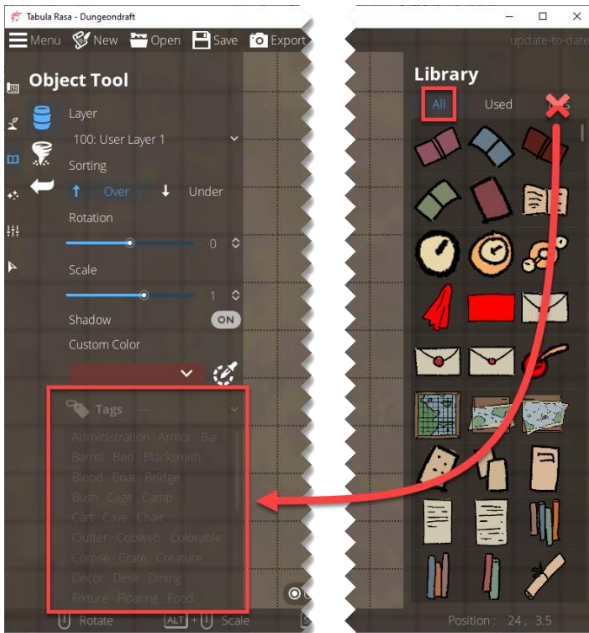 Tabula Rasa - Dungeondraft
Menu New Open Save Export
update-to-date
Object Tool
Layer
100: User Layer 1
Sorting
Over Under
Rotation
0
Scale
1
Shadow
ON
Custom Color
Tags —
Administration Armor Bar
Barrel Bed Blacksmith
Blood Boat Bridge
Bush Cage Camp
Cart Cave Chair
Clutter Cobweb Colorable
Corpse Crate Creature
Decor Desk Dining
Fixture Floating Food
Rotate ALT + Scale
Library
All Used
Position: 24, 3.5